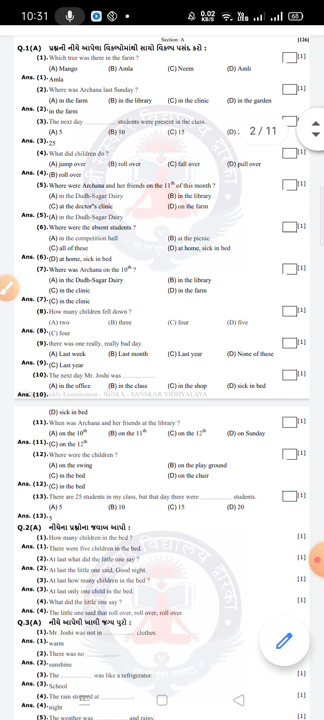 10:31
0.02 KB/S
68
Section: A [126]
Q.1(A) પ્રશ્નની નીચે આપેલા વિકલ્પોમાંથી સાચો વિકલ્પ પસંદ કરો :
(1). Which tree was there in the farm ? [1]
(A) Mango (B) Amla (C) Neem (D) Amli
Ans. (1). Amla
(2). Where was Archana last Sunday ? [1]
(A) in the farm (B) in the library (C) in the clinic (D) in the garden
Ans. (2). in the farm
(3). The next day ............ students were present in the class. [1]
(A) 5 (B) 10 (C) 15
2 / 11
Ans. (3). 25
(4). What did children do ? [1]
(A) jump over (B) roll over (C) fall over (D) pull over
Ans. (4). (B) roll over
(5). Where were Archana and her friends on the 11th of this month ? [1]
(A) in the Dudh-Sagar Dairy (B) in the library
(C) at the doctor's clinic (D) on the farm
Ans. (5). (A) in the Dudh-Sagar Dairy
(6). Where were the absent students ? [1]
(A) in the competition hall (B) at the picnic
(C) all of these (D) at home, sick in bed
Ans. (6). (D) at home, sick in bed
(7). Where was Archana on the 10th ? [1]
(A) in the Dudh-Sagar Dairy (B) in the library
(C) in the clinic (D) in the farm
Ans. (7). (C) in the clinic
(8). How many children fell down ? [1]
(A) two (B) three (C) four (D) five
Ans. (8). (C) four
(9). there was one really, really bad day. [1]
(A) Last week (B) Last month (C) Last year (D) None of these
Ans. (9). (C) Last year
(10). The next day Mr. Joshi was ............ [1]
(A) in the office (B) in the class (C) in the shop (D) sick in bed
Ans. (10).
Examination - ધોરણ ૬ - SANSKAR VIDHYALAYA
(D) sick in bed
(11). When was Archana and her friends at the library ? [1]
(A) on the 10th (B) on the 11th (C) on the 12th (D) on Sunday
Ans. (11). (C) on the 12th
(12). Where were the children ? [1]
(A) on the swing (B) on the play ground
(C) in the bed (D) on the chair
Ans. (12). (C) in the bed
(13). There are 25 students in my class, but that day there were ............ students. [1]
(A) 5 (B) 10 (C) 15 (D) 20
Ans. (13). 5
Q.2(A) નીચેના પ્રશ્નોના જવાબ આપો :
(1). How many children in the bed ? [1]
Ans. (1). There were five children in the bed.
(2). At last what did the little one say ? [1]
Ans. (2). At last the little one said, Good night.
(3). At last how many children in the bed ? [1]
Ans. (3). At last only one child in the bed.
(4). What did the little one say ? [1]
Ans. (4). The little one said that roll over, roll over, roll over.
Q.3(A) નીચે આપેલી ખાલી જગ્યા પુરો :
(1). Mr. Joshi was not in ............ clothes. [1]
Ans. (1). warm
(2). There was no ............ [1]
Ans. (2). sunshine
(3). The ............ was like a refrigerator. [1]
Ans. (3). School
(4). The rain stopped at ............ [1]
Ans. (4). night
(5). The weather was ............ and rainy. [1]